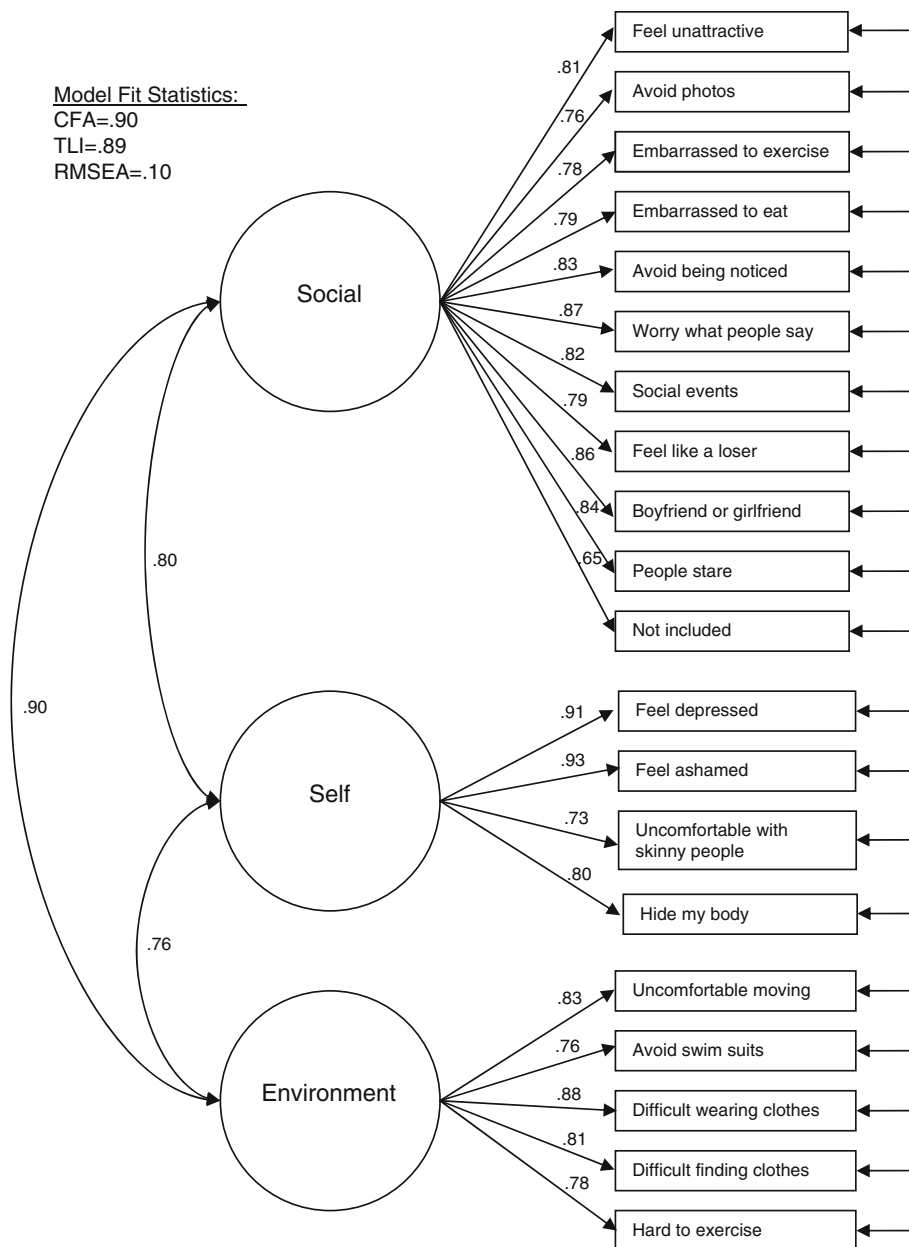 Model Fit Statistics:
CFA=.90
TLI=.89
RMSEA=.10
Social
Self
Environment
.80
.90
.76
.81
Feel unattractive
.76
Avoid photos
.78
Embarrassed to exercise
.79
Embarrassed to eat
.83
Avoid being noticed
.87
Worry what people say
.82
Social events
.79
Feel like a loser
.86
Boyfriend or girlfriend
.84
People stare
.65
Not included
.91
Feel depressed
.93
Feel ashamed
.73
Uncomfortable with
skinny people
.80
Hide my body
.83
Uncomfortable moving
.76
Avoid swim suits
.88
Difficult wearing clothes
.81
Difficult finding clothes
.78
Hard to exercise